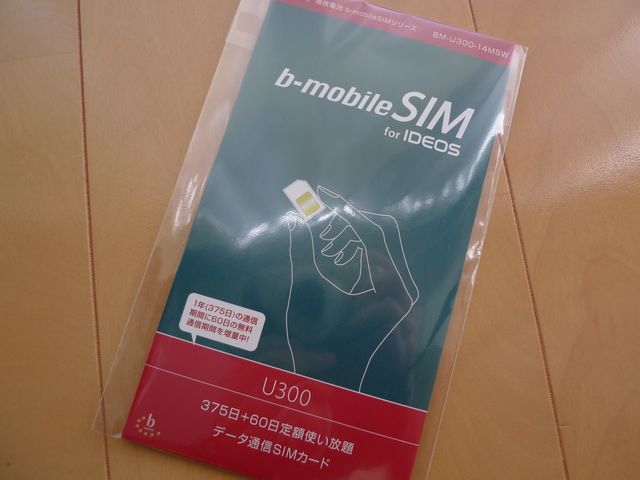 通信電池 b-mobileSIMシリーズ
BM-U300-14MSW
b-mobile SIM
for IDEOS
1年(375日)の通信
期間に60日の無料
通信期間を増量中!
U300
375日+60日定額使い放題
データ通信SIMカード
b